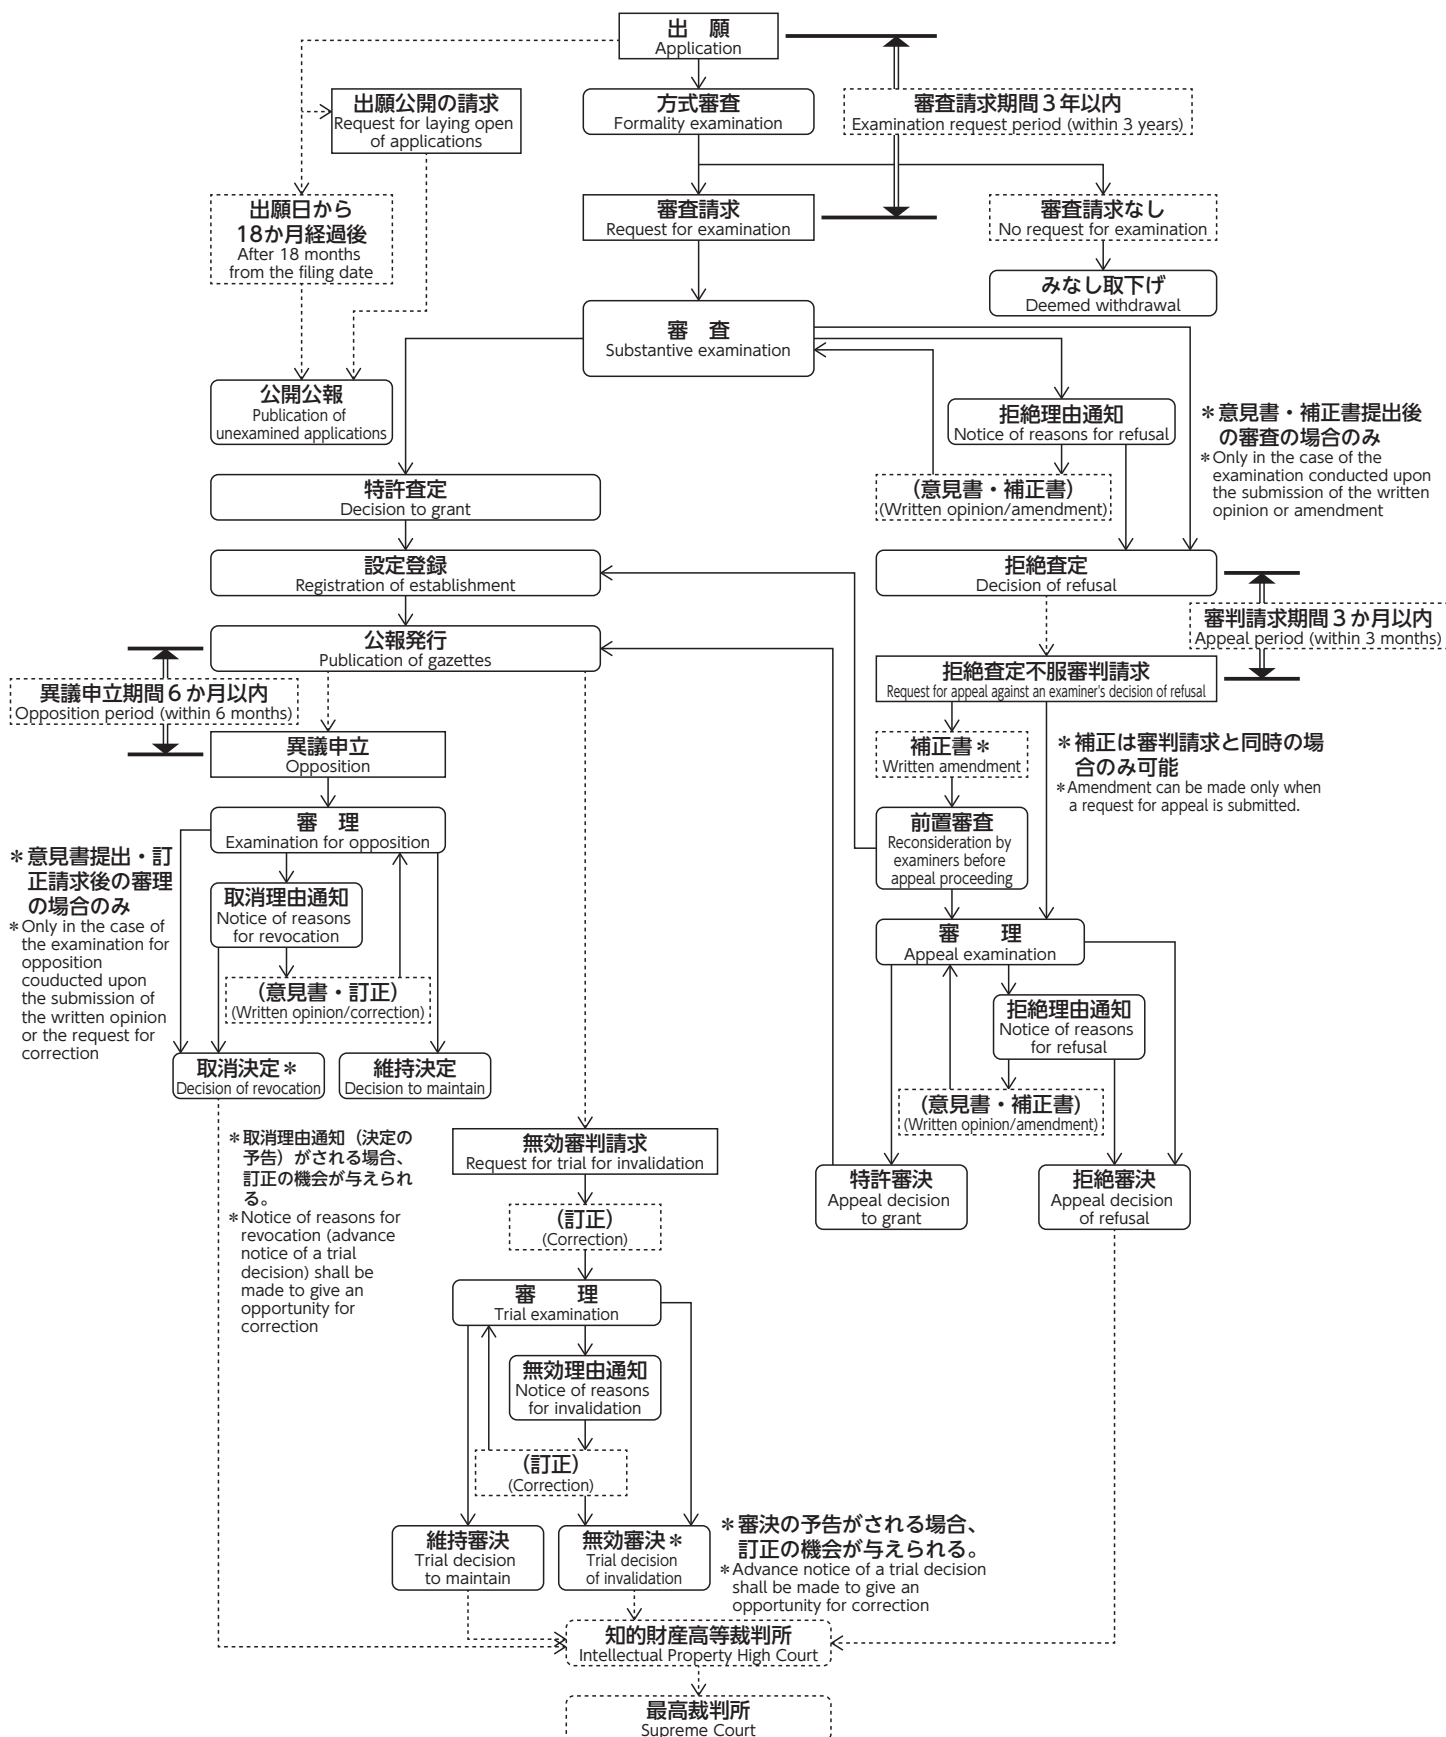 出 願
Application
出願公開の請求
Request for laying open
of applications
方式審査
Formality examination
審査請求期間3年以内
Examination request period (within 3 years)
出願日から
18か月経過後
After 18 months
from the filing date
審査請求
Request for examination
審査請求なし
No request for examination
みなし取下げ
Deemed withdrawal
審 査
Substantive examination
公開公報
Publication of
unexamined applications
拒絶理由通知
Notice of reasons for refusal
(意見書・補正書)
(Written opinion/amendment)
＊意見書・補正書提出後
の審査の場合のみ
＊Only in the case of the
examination conducted upon
the submission of the written
opinion or amendment
特許査定
Decision to grant
設定登録
Registration of establishment
拒絶査定
Decision of refusal
審判請求期間3か月以内
Appeal period (within 3 months)
公報発行
Publication of gazettes
拒絶査定不服審判請求
Request for appeal against an examiner's decision of refusal
異議申立期間6か月以内
Opposition period (within 6 months)
異議申立
Opposition
補正書＊
Written amendment
＊補正は審判請求と同時の場
合のみ可能
＊Amendment can be made only when
a request for appeal is submitted.
審 理
Examination for opposition
前置審査
Reconsideration by
examiners before
appeal proceeding
＊意見書提出・訂
正請求後の審理
の場合のみ
＊Only in the case of
the examination for
opposition
couducted upon
the submission of
the written opinion
or the request for
correction
取消理由通知
Notice of reasons
for revocation
(意見書・訂正)
(Written opinion/correction)
審 理
Appeal examination
拒絶理由通知
Notice of reasons
for refusal
(意見書・補正書)
(Written opinion/amendment)
取消決定＊
Decision of revocation
維持決定
Decision to maintain
＊取消理由通知（決定の
予告）がされる場合、
訂正の機会が与えられ
る。
＊Notice of reasons for
revocation (advance
notice of a trial
decision) shall be
made to give an
opportunity for
correction
無効審判請求
Request for trial for invalidation
特許審決
Appeal decision
to grant
拒絶審決
Appeal decision
of refusal
(訂正)
(Correction)
審 理
Trial examination
無効理由通知
Notice of reasons
for invalidation
(訂正)
(Correction)
維持審決
Trial decision
to maintain
無効審決＊
Trial decision
of invalidation
＊審決の予告がされる場合、
訂正の機会が与えられる。
＊Advance notice of a trial decision
shall be made to give an
opportunity for correction
知的財産高等裁判所
Intellectual Property High Court
最高裁判所
Supreme Court